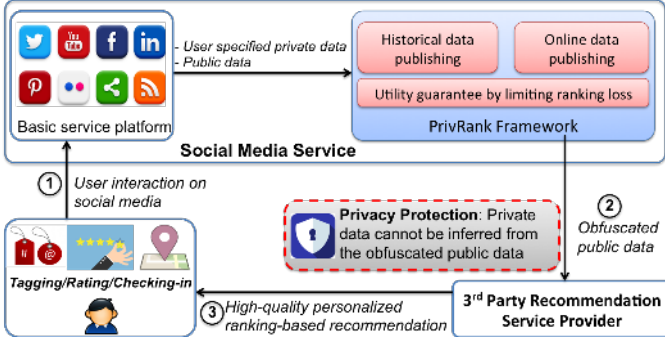 You
Tube
f
in
Basic service platform
- User specified private data
- Public data
Historical data
publishing
Online data
publishing
Utility guarantee by limiting ranking loss
PrivRank Framework
Social Media Service
1
User interaction on
social media
Privacy Protection: Private
data cannot be inferred from
the obfuscated public data
2
Obfuscated
public data
@
Tagging/Rating/Checking-in
3
High-quality personalized
ranking-based recommendation
3rd Party Recommendation
Service Provider